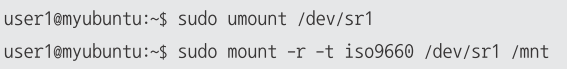 user1@myubuntu:~$ sudo umount /dev/sr1
user1@myubuntu:~$ sudo mount -r -t iso9660 /dev/sr1 /mnt